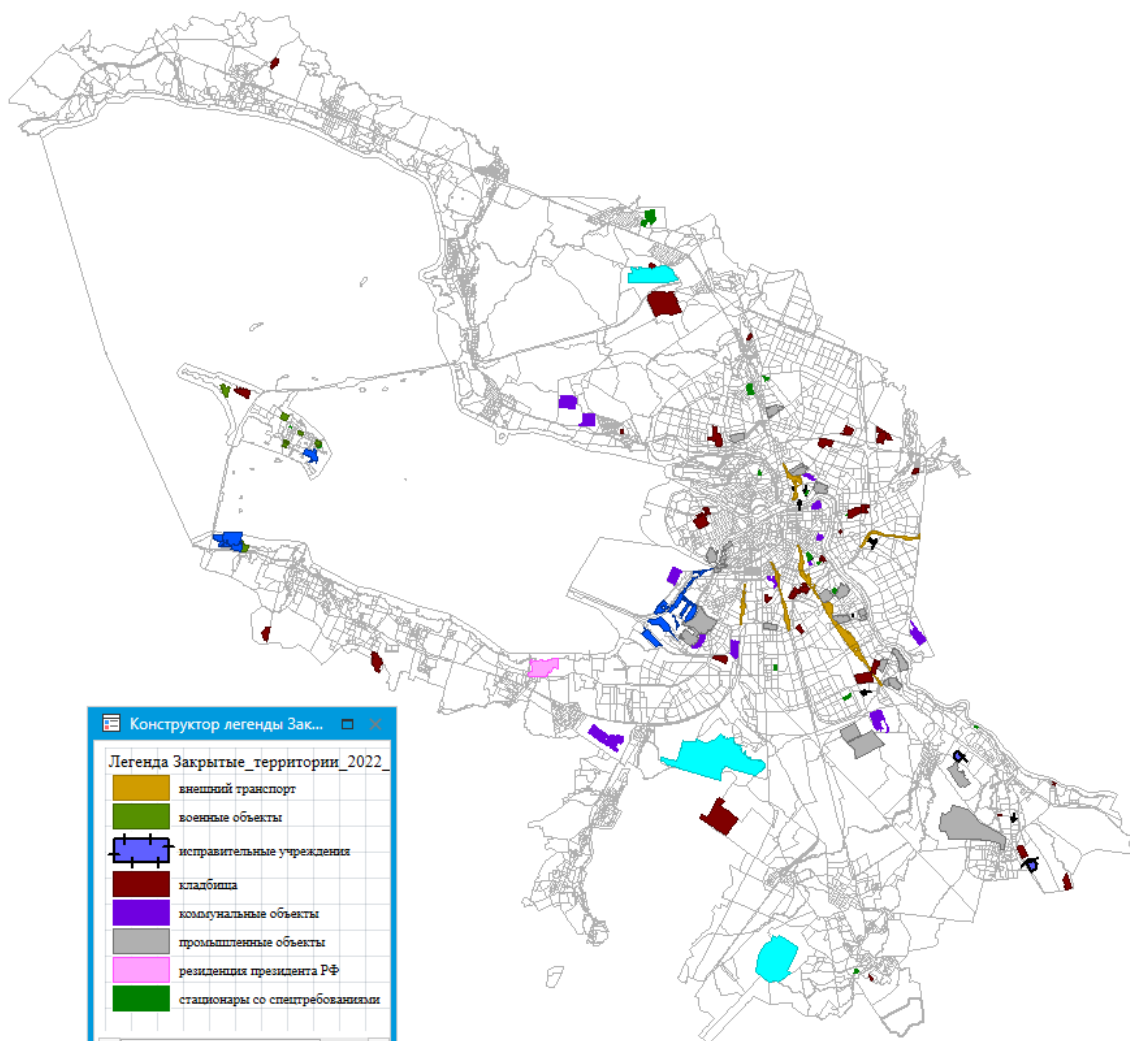 Конструктор легенды Зак...
Легенда Закрытые_территории_2022_
внешний транспорт
военные объекты
исправительные учреждения
кладбища
коммунальные объекты
промышленные объекты
резиденция президента РФ
стационары со спецтребованиями